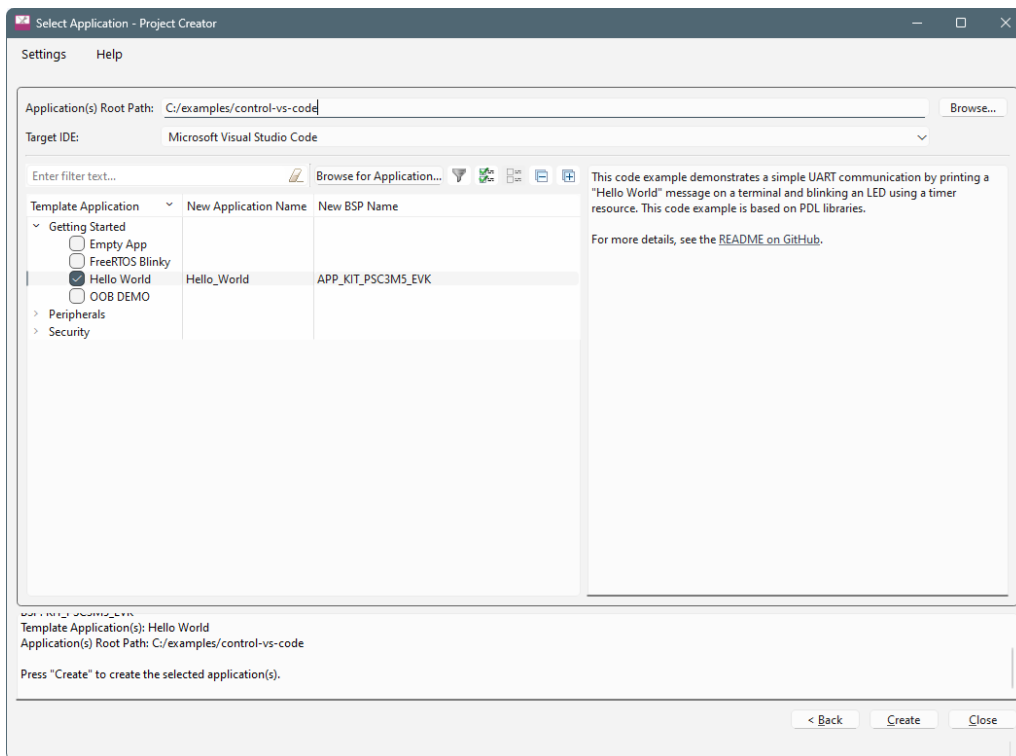 Select Application - Project Creator
Settings Help
Application(s) Root Path: C:/examples/control-vs-code Browse...
Target IDE: Microsoft Visual Studio Code
Enter filter text... Browse for Application...
Template Application New Application Name New BSP Name
Getting Started
Empty App
FreeRTOS Blinky
Hello World Hello_World APP_KIT_PSC3M5_EVK
OOB DEMO
Peripherals
Security
This code example demonstrates a simple UART communication by printing a
"Hello World" message on a terminal and blinking an LED using a timer
resource. This code example is based on PDL libraries.
For more details, see the README on GitHub.
BSP: KIT_PSC3M5_EVK
Template Application(s): Hello World
Application(s) Root Path: C:/examples/control-vs-code
Press "Create" to create the selected application(s).
< Back Create Close